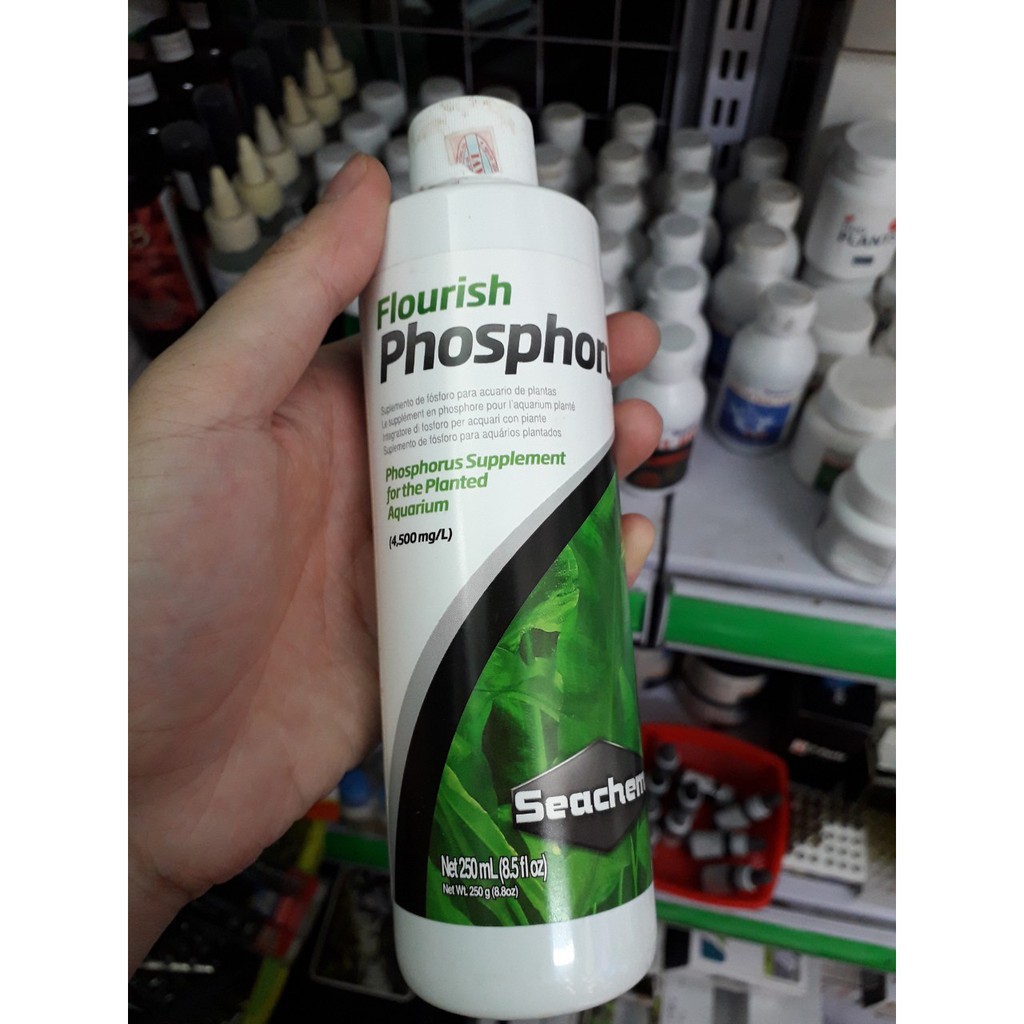 Flourish
Phosphoru
Suplemento de fósforo para acuario de plantas
Le supplément en phosphore pour l'aquarium planté
Integratore di fosforo per acquari con piante
Suplemento de fósforo para aquários plantados
Phosphorus Supplement
for the Planted
Aquarium
(4,500 mg/L)
Seachem
Net 250 mL (8.5 fl oz)
Net Wt. 250 g (8.8oz)